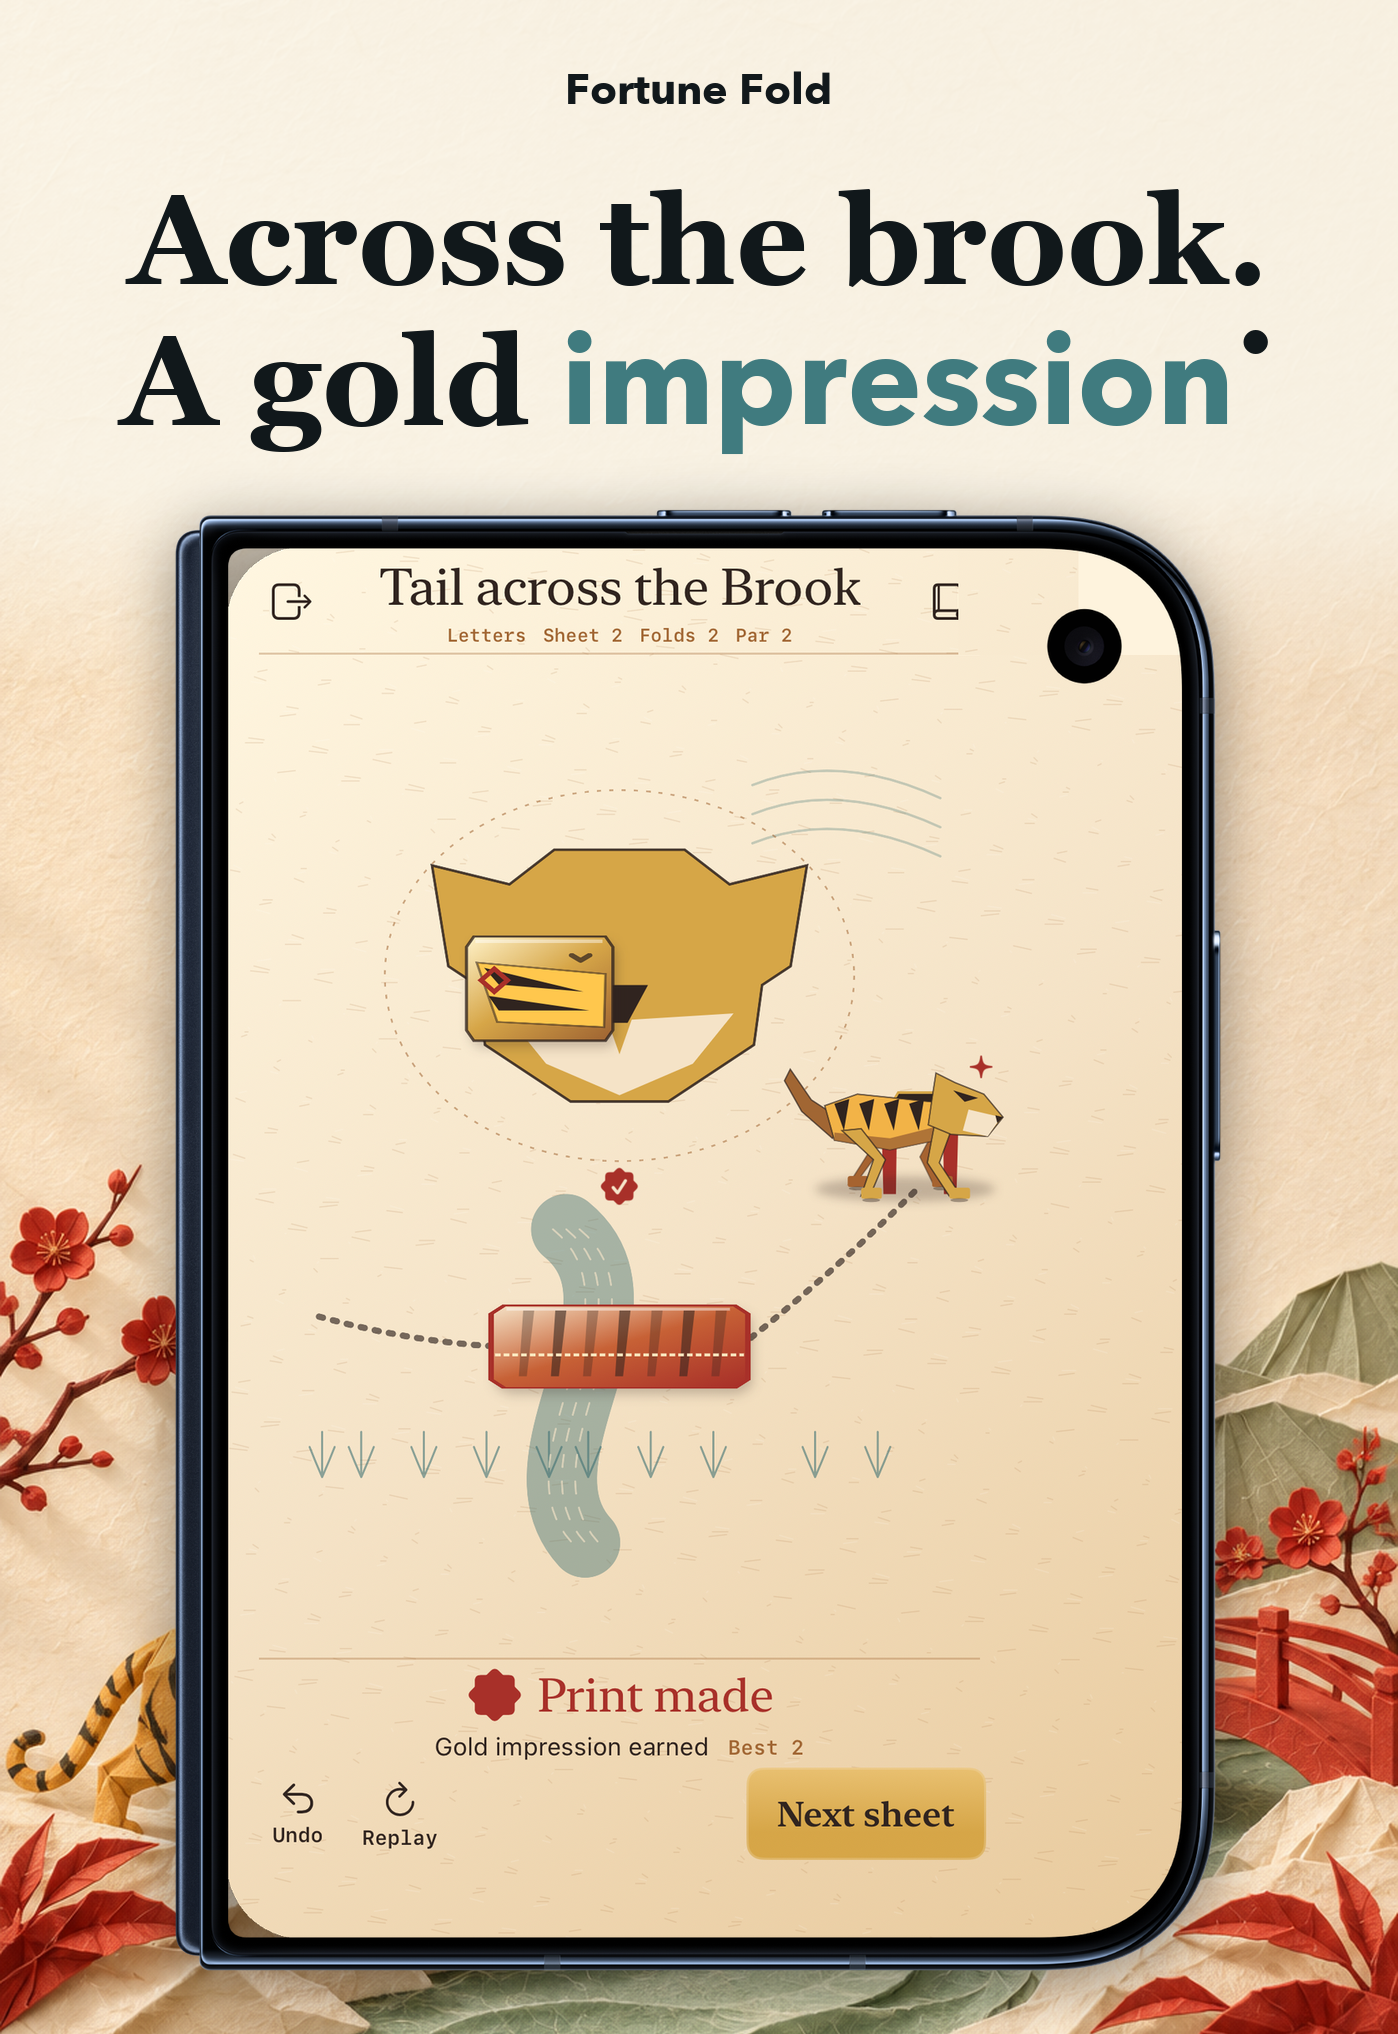 Fortune Fold
Across the brook.
A gold impression.
Tail across the Brook
Letters Sheet 2 Folds 2 Par 2
Print made
Gold impression earned Best 2
Undo
Replay
Next sheet